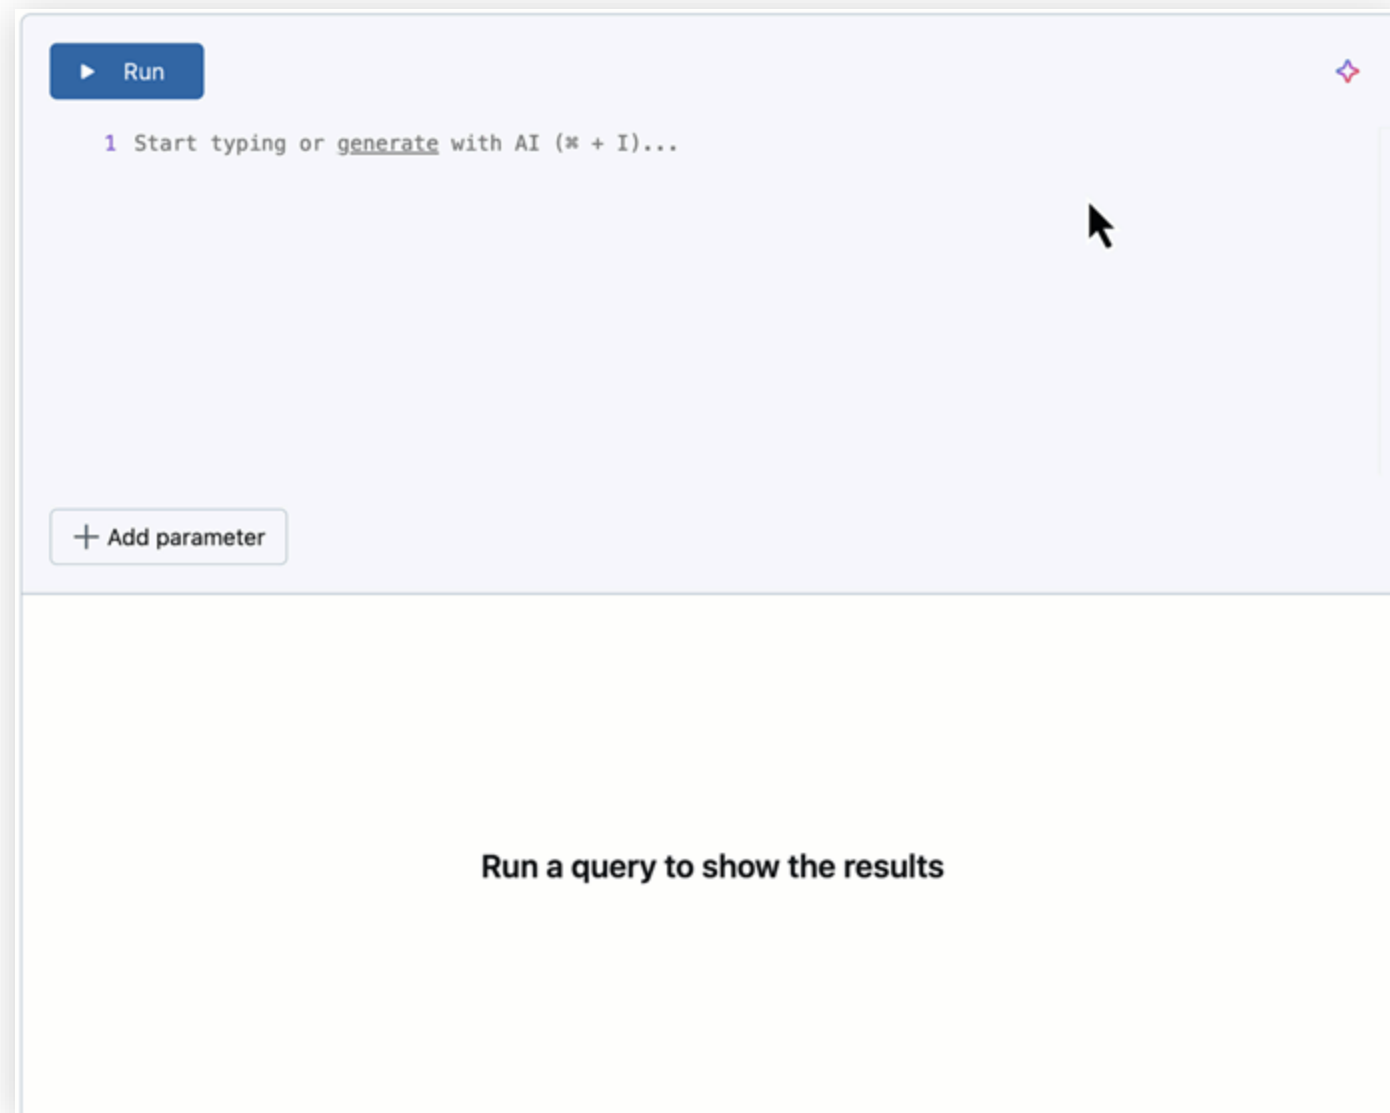 Run
1 Start typing or generate with AI (⌘ + I)...
Add parameter
Run a query to show the results